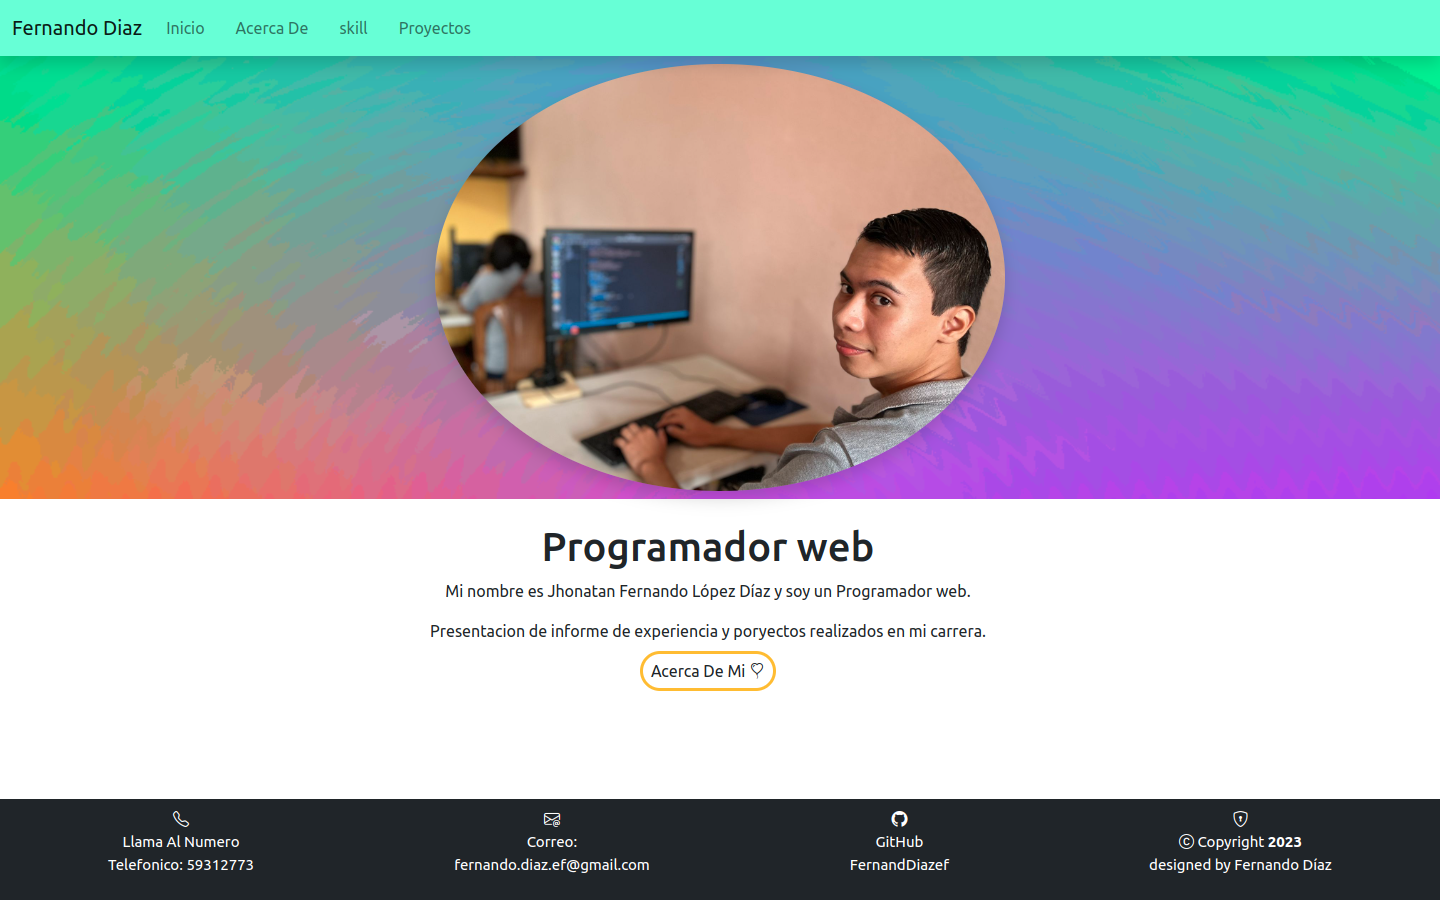 Fernando Diaz Inicio Acerca De skill Proyectos
Programador web
Mi nombre es Jhonatan Fernando López Díaz y soy un Programador web.
Presentacion de informe de experiencia y poryectos realizados en mi carrera.
Acerca De Mi
Llama Al Numero
Telefonico: 59312773
Correo:
fernando.diaz.ef@gmail.com
GitHub
FernandDiazef
© Copyright 2023
designed by Fernando Díaz